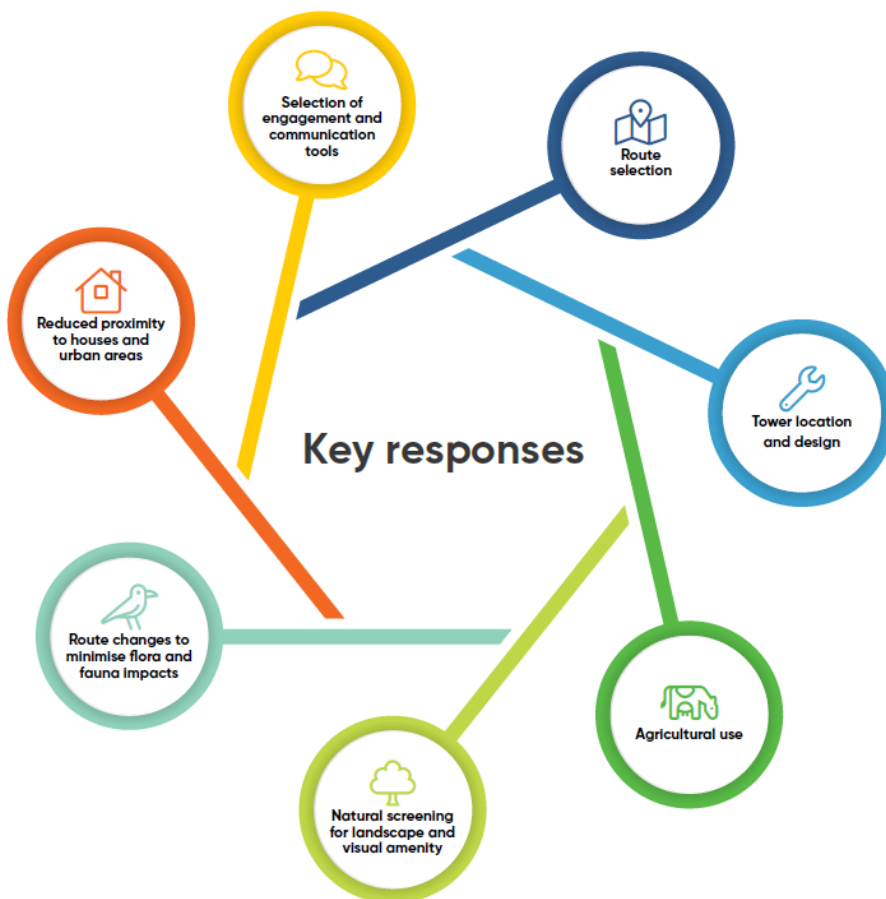 Selection of
engagement and
communication
tools
Route
selection
Reduced proximity
to houses and
urban areas
Tower location
and design
Key responses
Route changes to
minimise flora and
fauna impacts
Agricultural use
Natural screening
for landscape and
visual amenity